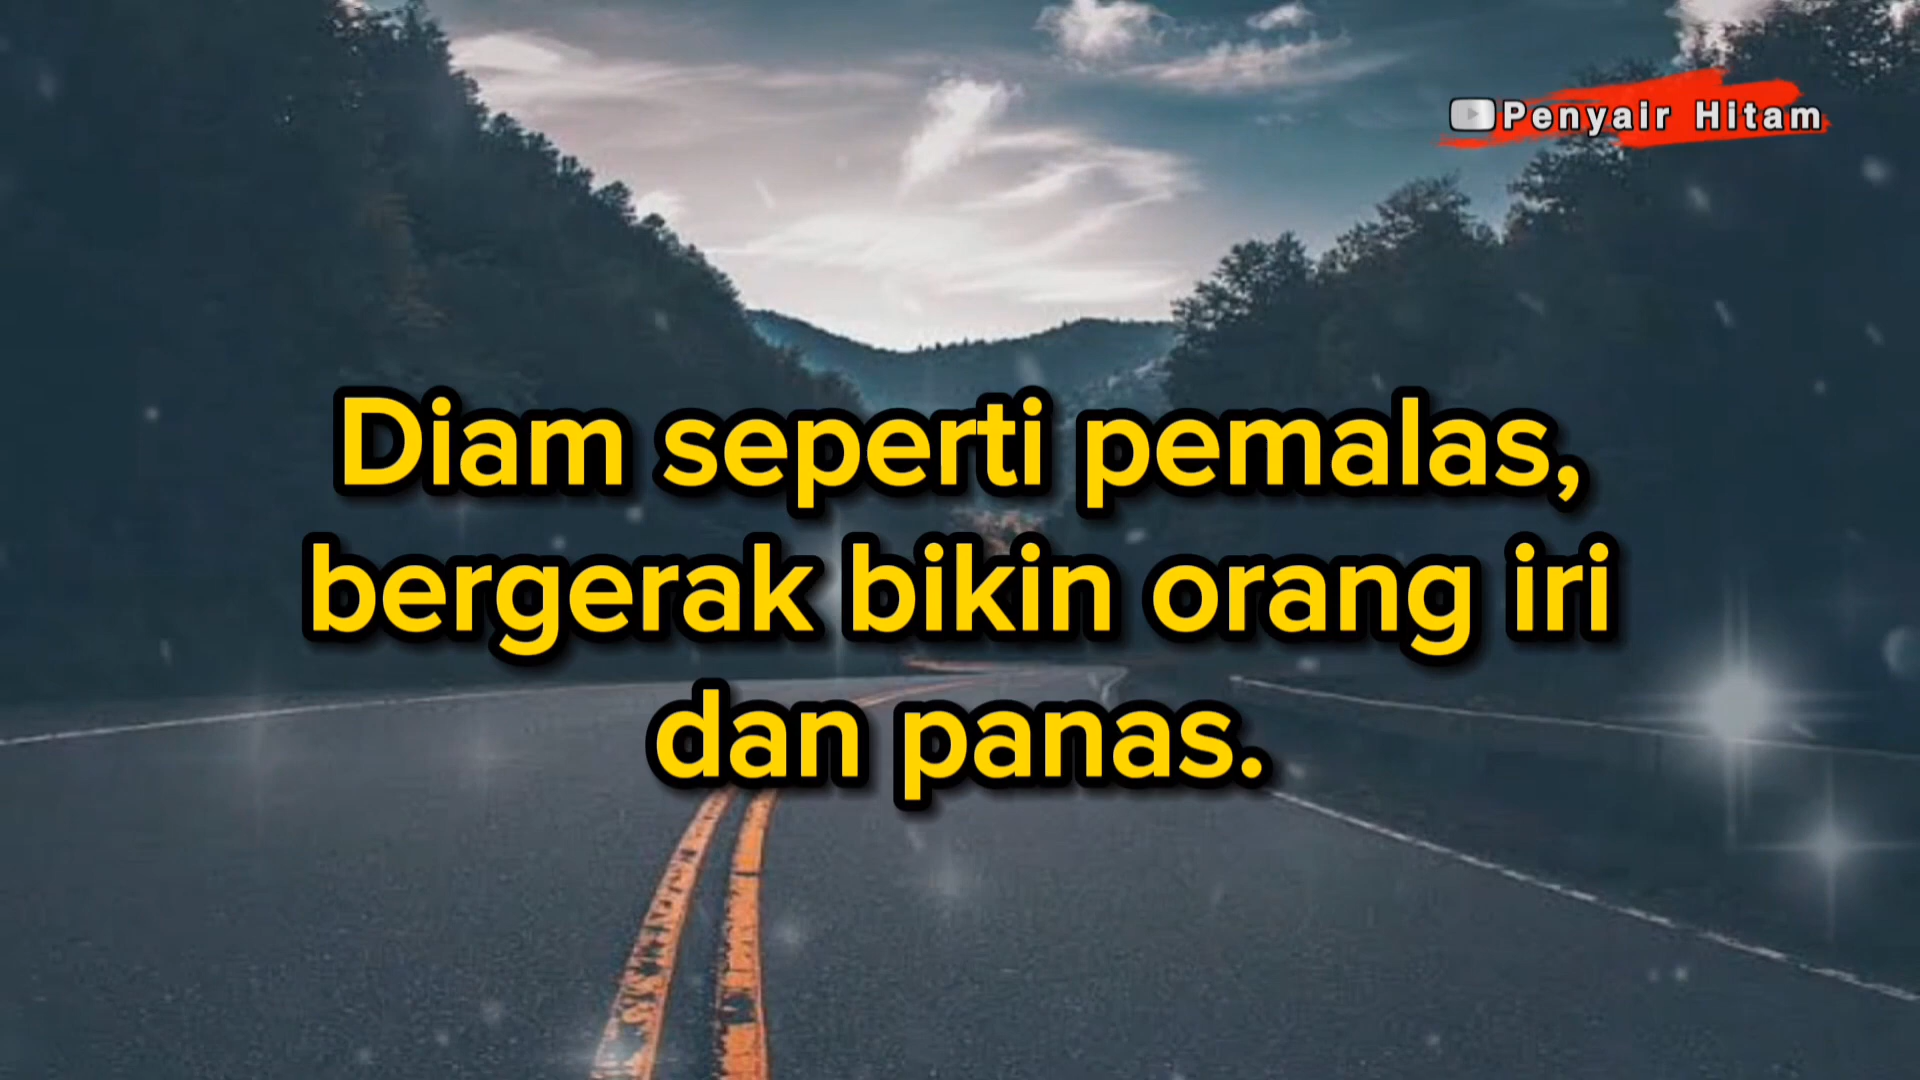 Penyair Hitam
Diam seperti pemalas,
bergerak bikin orang iri
dan panas.